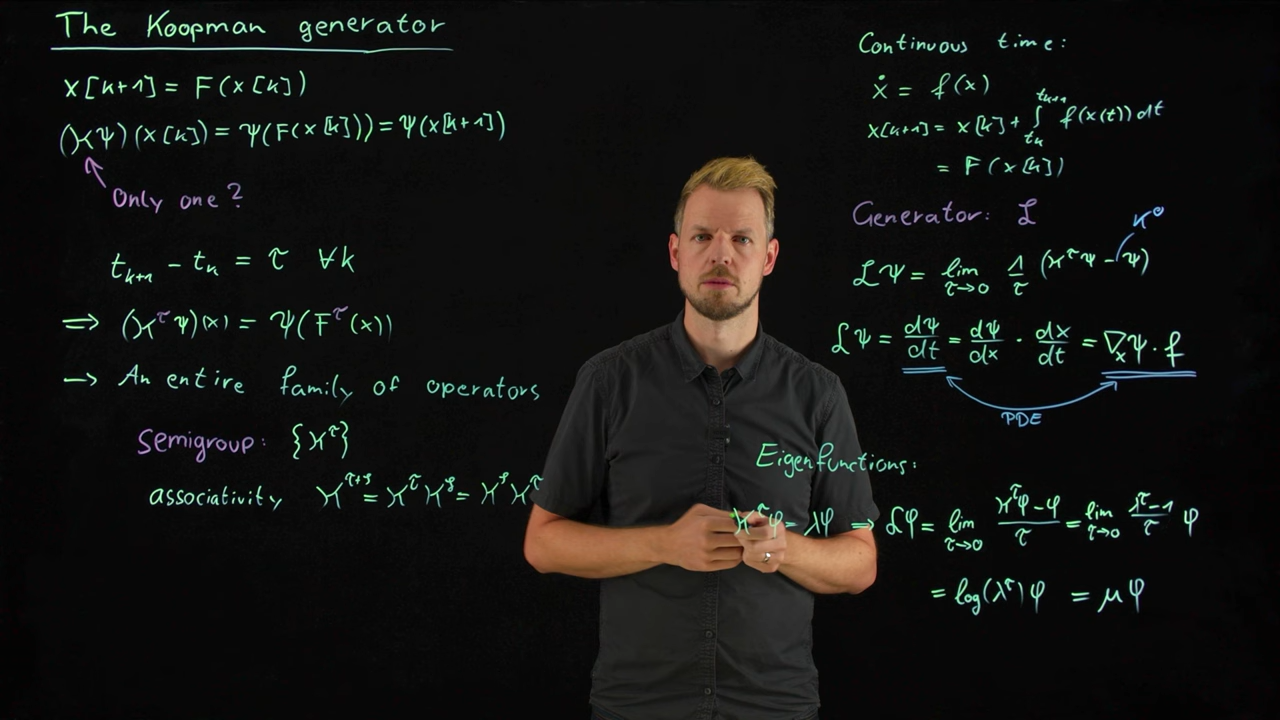 The Koopman generator
x[k+1] = F(x[k])
(𝒦ψ)(x[k]) = ψ(F(x[k])) = ψ(x[k+1])
Only one?
t_{k+1} - t_k = τ ∀k
⇒ (𝒦^τ ψ)(x) = ψ(F^τ(x))
→ An entire family of operators
Semigroup: {𝒦^τ}
associativity 𝒦^{τ+s} = 𝒦^τ 𝒦^s = 𝒦^s 𝒦^τ
Continuous time:
ẋ = f(x)
x[k+1] = x[k] + ∫_{t_k}^{t_{k+1}} f(x(t)) dt
= F(x[k])
Generator: ℒ
𝒦^0
ℒψ = lim_{τ→0} 1/τ (𝒦^τ ψ - ψ)
ℒψ = dψ/dt = dψ/dx · dx/dt = ∇_x ψ · f
PDE
Eigenfunctions:
𝒦^τ φ = λφ ⇒ ℒφ = lim_{τ→0} (𝒦^τ φ - φ)/τ = lim_{τ→0} (λ^τ - 1)/τ φ
= log(λ^τ)φ = μφ